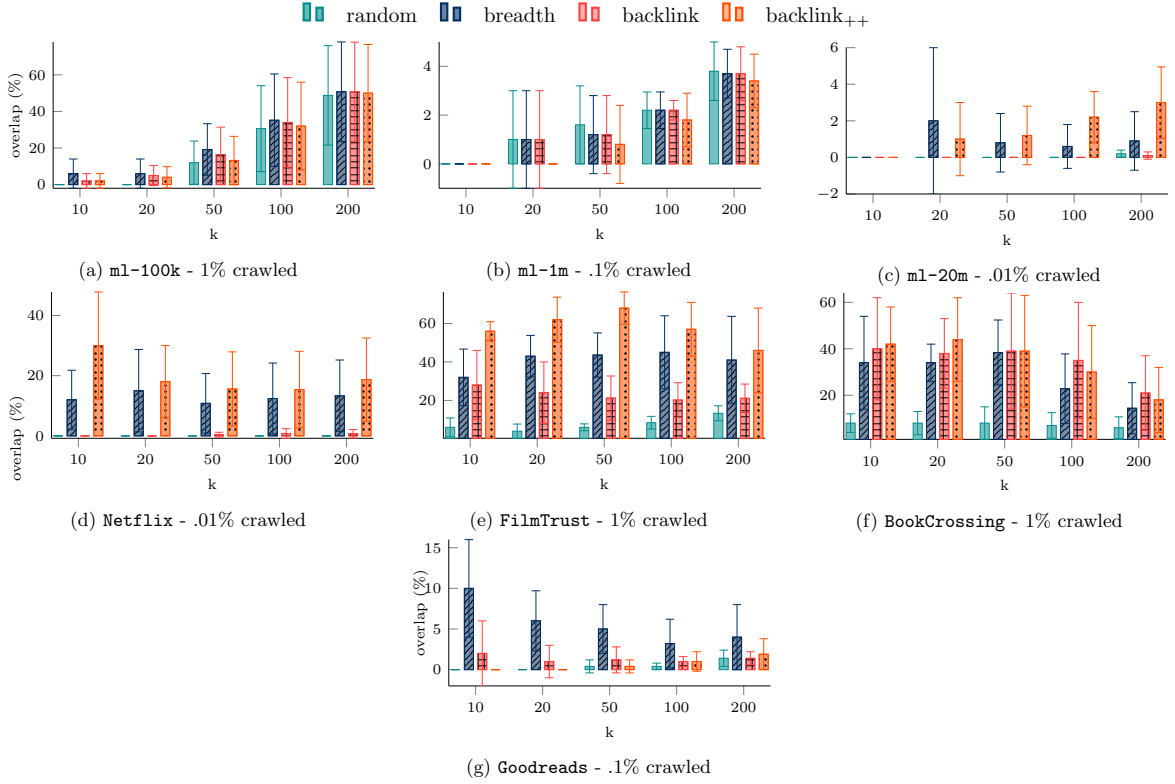 random breadth backlink backlink++
overlap (%)
60
40
20
0
10 20 50 100 200
k
(a) ml-100k - 1% crawled
4
2
0
10 20 50 100 200
k
(b) ml-1m - .1% crawled
6
4
2
0
−2
10 20 50 100 200
k
(c) ml-20m - .01% crawled
overlap (%)
40
20
0
10 20 50 100 200
k
(d) Netflix - .01% crawled
60
40
20
10 20 50 100 200
k
(e) FilmTrust - 1% crawled
60
40
20
10 20 50 100 200
k
(f) BookCrossing - 1% crawled
overlap (%)
15
10
5
0
10 20 50 100 200
k
(g) Goodreads - .1% crawled